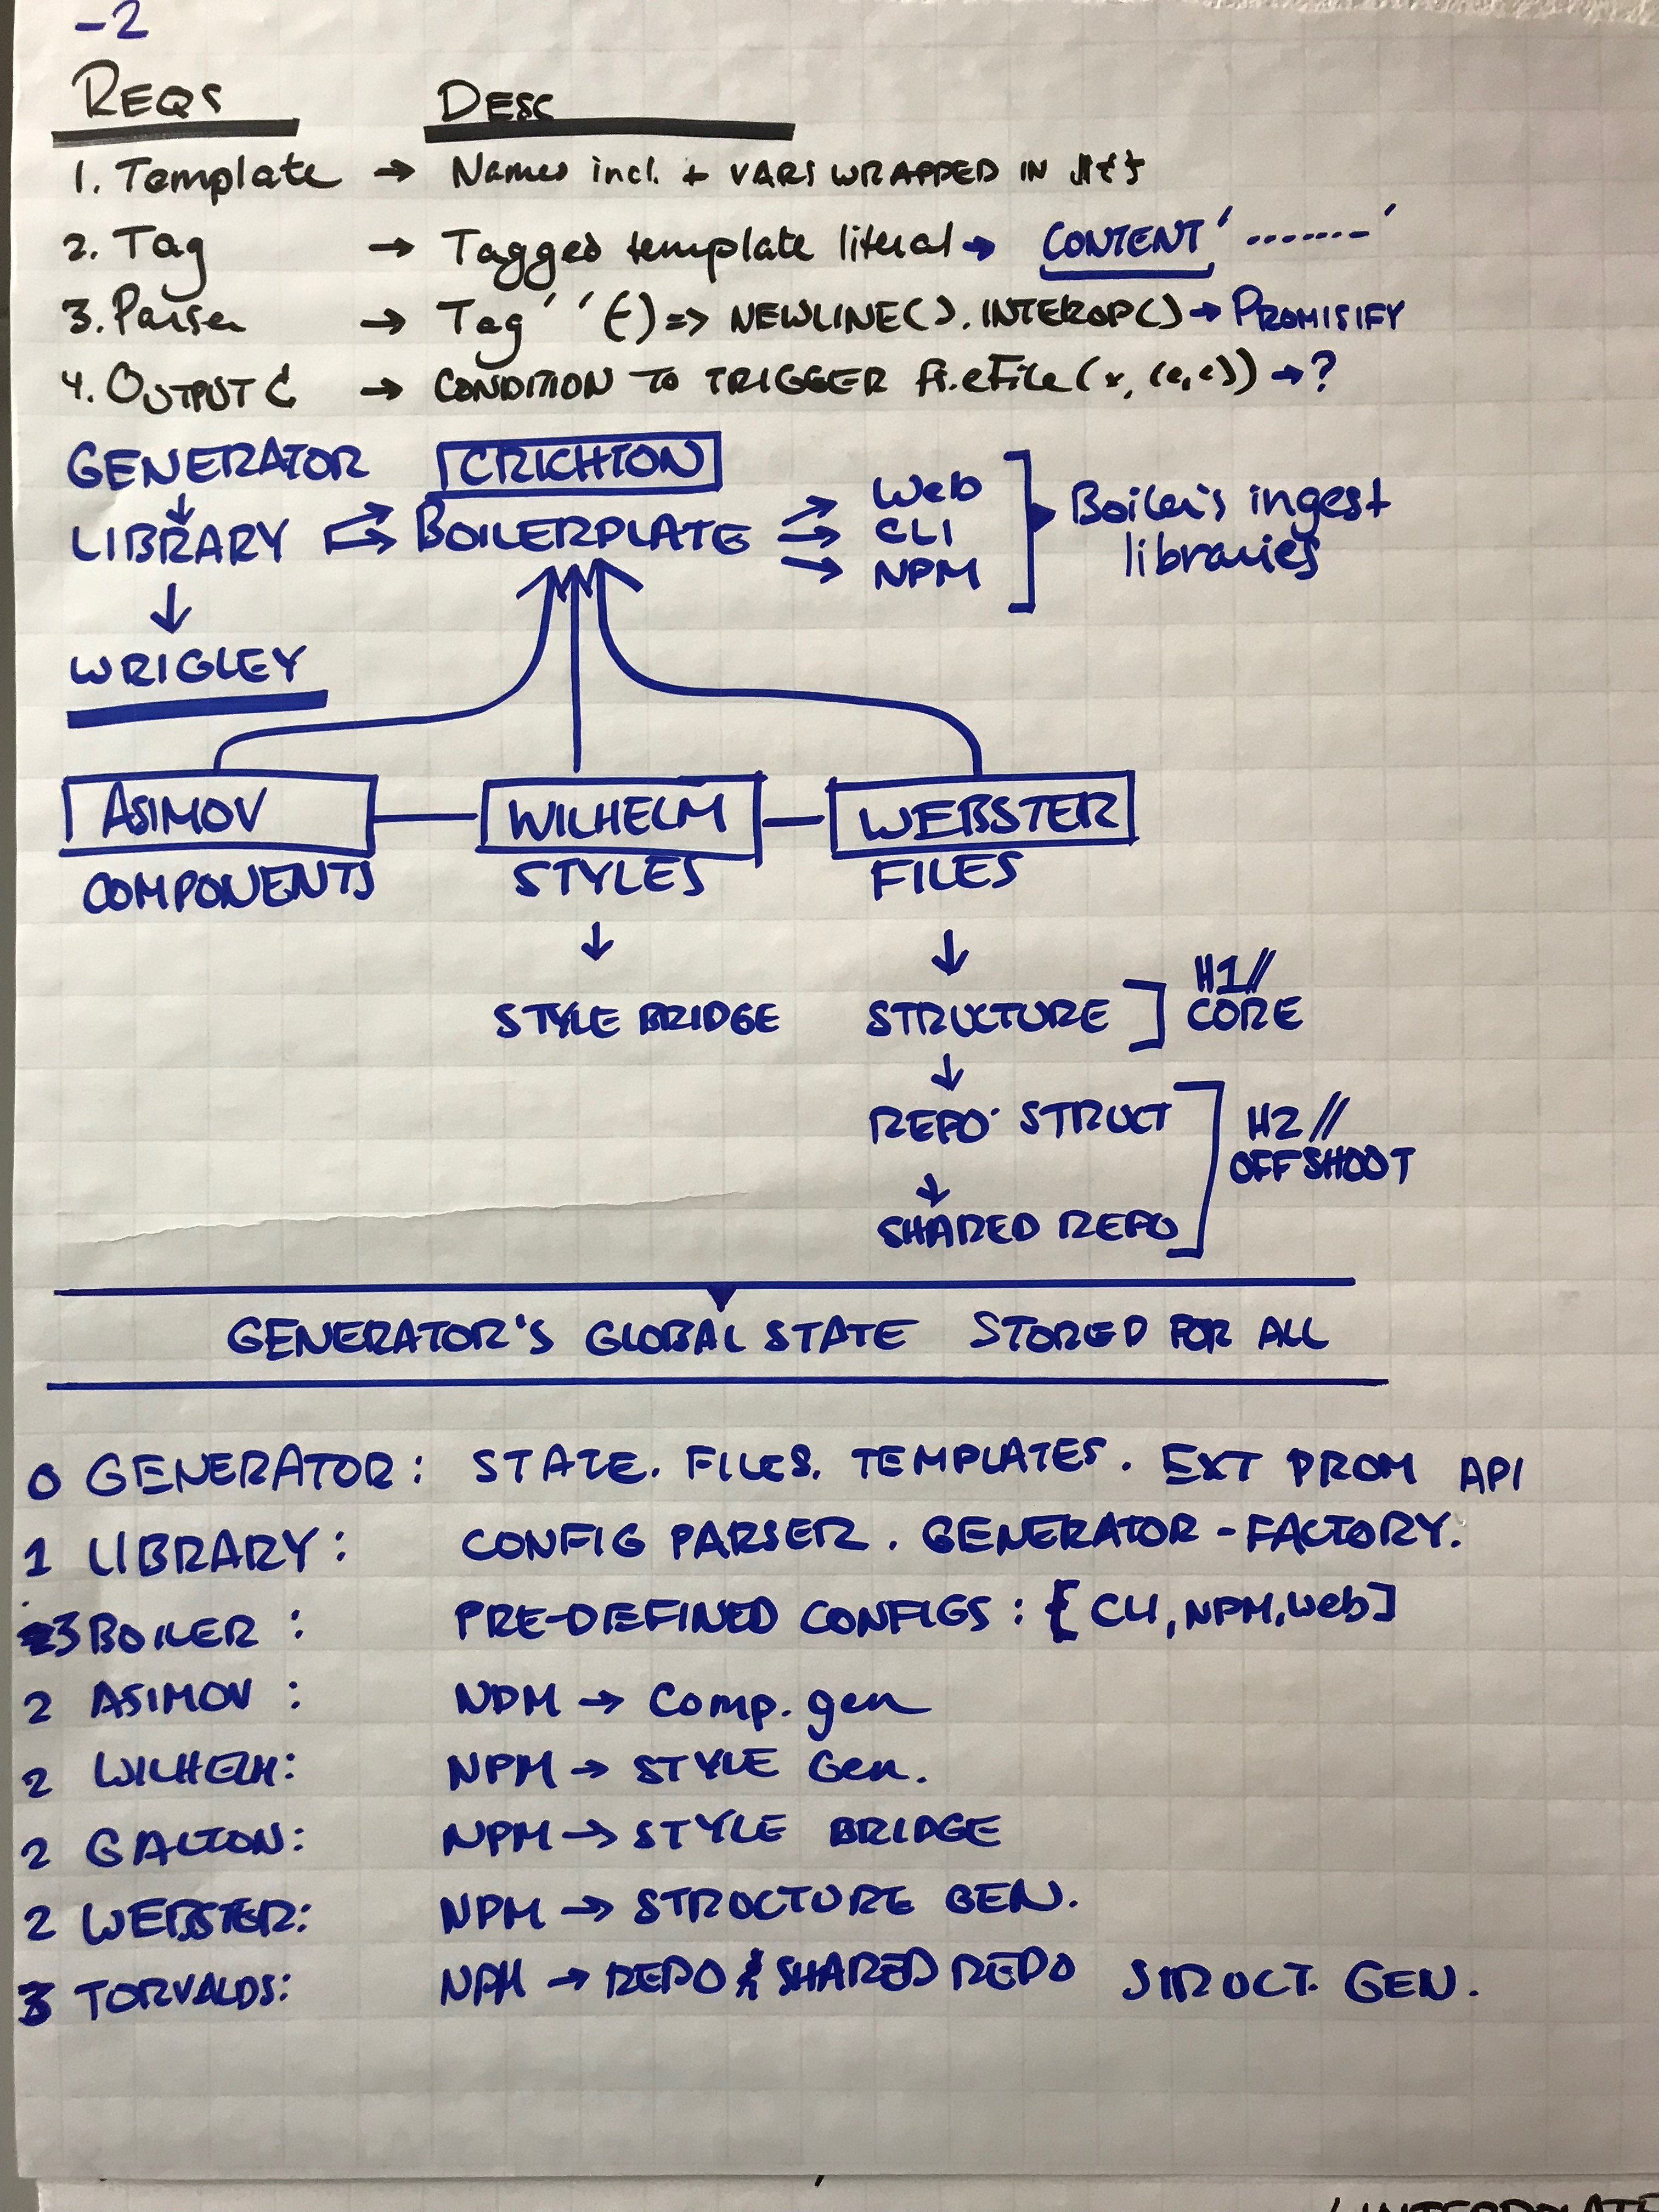 -2
REQS DESC
1. Template → Names incl. + VARS WRAPPED IN
2. Tag → Tagged template literal → CONTENT ' ....... '
3. Parser → Tag ' ' (-) => NEWLINE().INTEROP() → PROMISIFY
4. OUTPUT → CONDITION TO TRIGGER → ?
GENERATOR CRICHTON
↓
LIBRARY → BOILERPLATE → Web
→ CLI
→ NPM
Boiler's ingest
libraries
↓
WRIGLEY
ASIMOV — WILHELM — WEBSTER
COMPONENTS STYLES FILES
↓ ↓
STYLE BRIDGE STRUCTURE ] H1//
CORE
↓
REPO STRUCT H2//
OFFSHOOT
↓
SHARED REPO
GENERATOR'S GLOBAL STATE STORED FOR ALL
0 GENERATOR: STATE. FILES. TEMPLATES. EXT PROM API
1 LIBRARY: CONFIG PARSER. GENERATOR-FACTORY.
3 BOILER: PRE-DEFINED CONFIGS: [CLI, NPM, Web]
2 ASIMOV: NPM → Comp. gen
2 WILHELM: NPM → STYLE Gen.
2 GALTON: NPM → STYLE BRIDGE
2 WEBSTER: NPM → STRUCTURE GEN.
3 TORVALDS: NPM → REPO & SHARED REPO STRUCT. GEN.